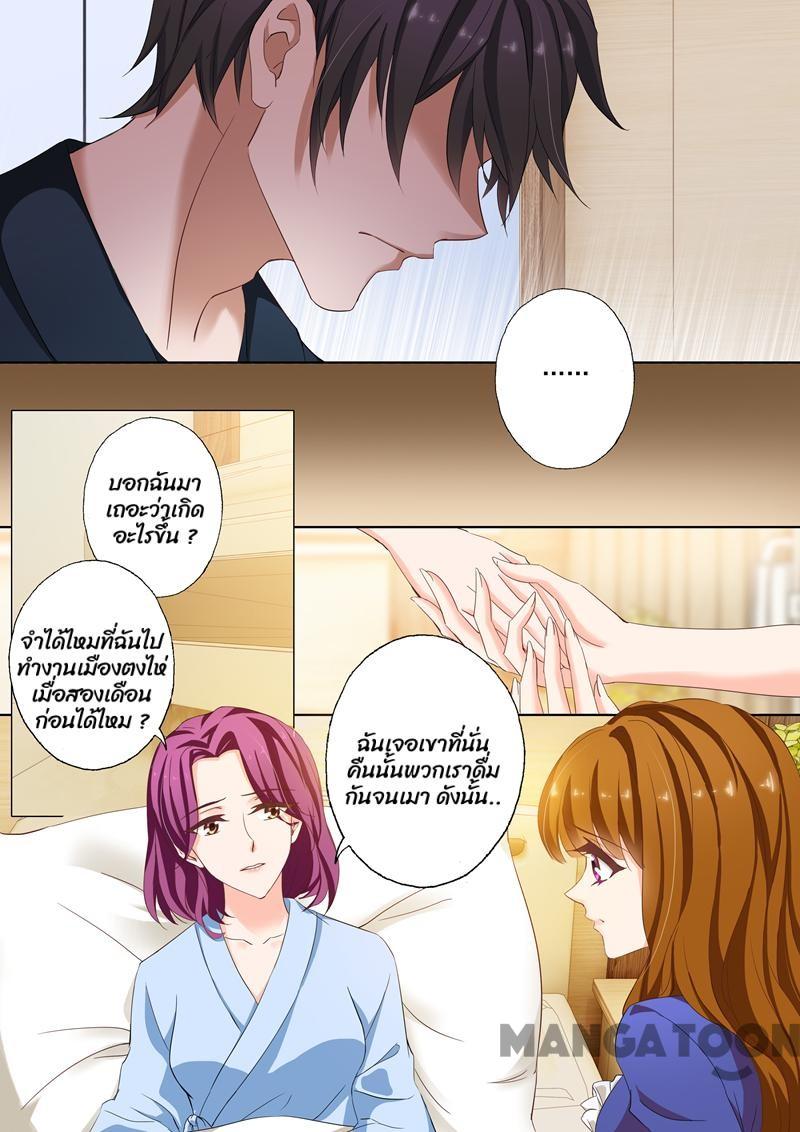 ......
บอกฉันมา
เถอะว่าเกิด
อะไรขึ้น ?
จำได้ไหมที่ฉันไป
ทำงานเมืองตงไห่
เมื่อสองเดือน
ก่อนได้ไหม ?
ฉันเจอเขาที่นั่น
คืนนั้นพวกเราดื่ม
กันจนเมา ดังนั้น..
MANGATOON